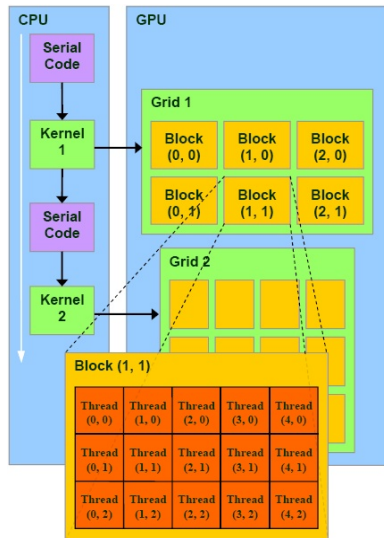 CPU
GPU
Serial
Code
Kernel
1
Serial
Code
Kernel
2
Grid 1
Block
(0, 0)
Block
(1, 0)
Block
(2, 0)
Block
(0, 1)
Block
(1, 1)
Block
(2, 1)
Grid 2
Block (1, 1)
Thread
(0, 0)
Thread
(1, 0)
Thread
(2, 0)
Thread
(3, 0)
Thread
(4, 0)
Thread
(0, 1)
Thread
(1, 1)
Thread
(2, 1)
Thread
(3, 1)
Thread
(4, 1)
Thread
(0, 2)
Thread
(1, 2)
Thread
(2, 2)
Thread
(3, 2)
Thread
(4, 2)